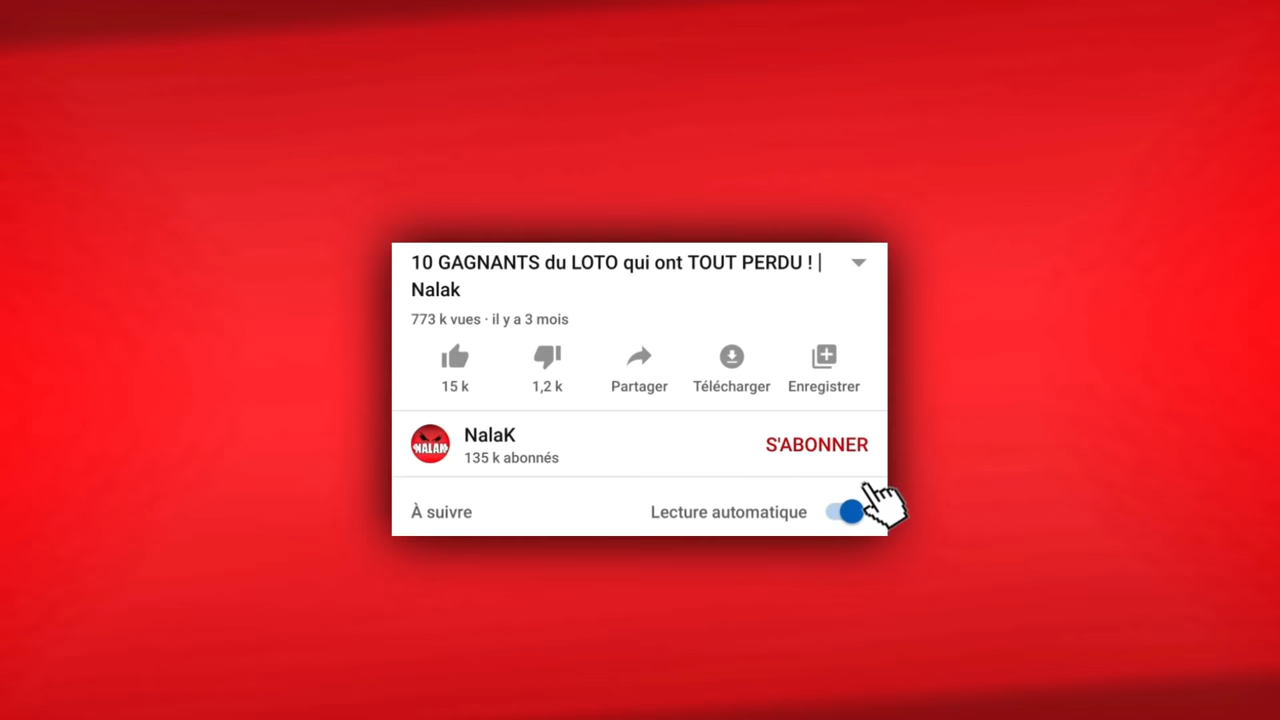 10 GAGNANTS du LOTO qui ont TOUT PERDU ! |
Nalak
773 k vues · il y a 3 mois
15 k
1,2 k
Partager
Télécharger
Enregistrer
NALAK
NalaK
135 k abonnés
S'ABONNER
À suivre
Lecture automatique